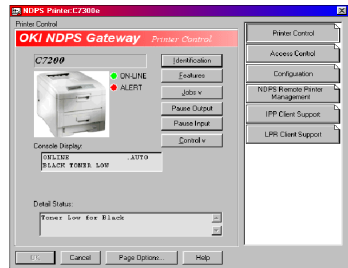 NDPS Printer:C7300e
Printer Control
OKI NDPS Gateway Printer Control
C7200
ON-LINE
ALERT
Identification
Features
Jobs v
Pause Output
Pause Input
Control v
Console Display:
ONLINE .AUTO
BLACK TONER LOW
Detail Status:
Toner Low for Black
OK
Cancel
Page Options...
Help
Printer Control
Access Control
Configuration
NDPS Remote Printer
Management
IPP Client Support
LPR Client Support